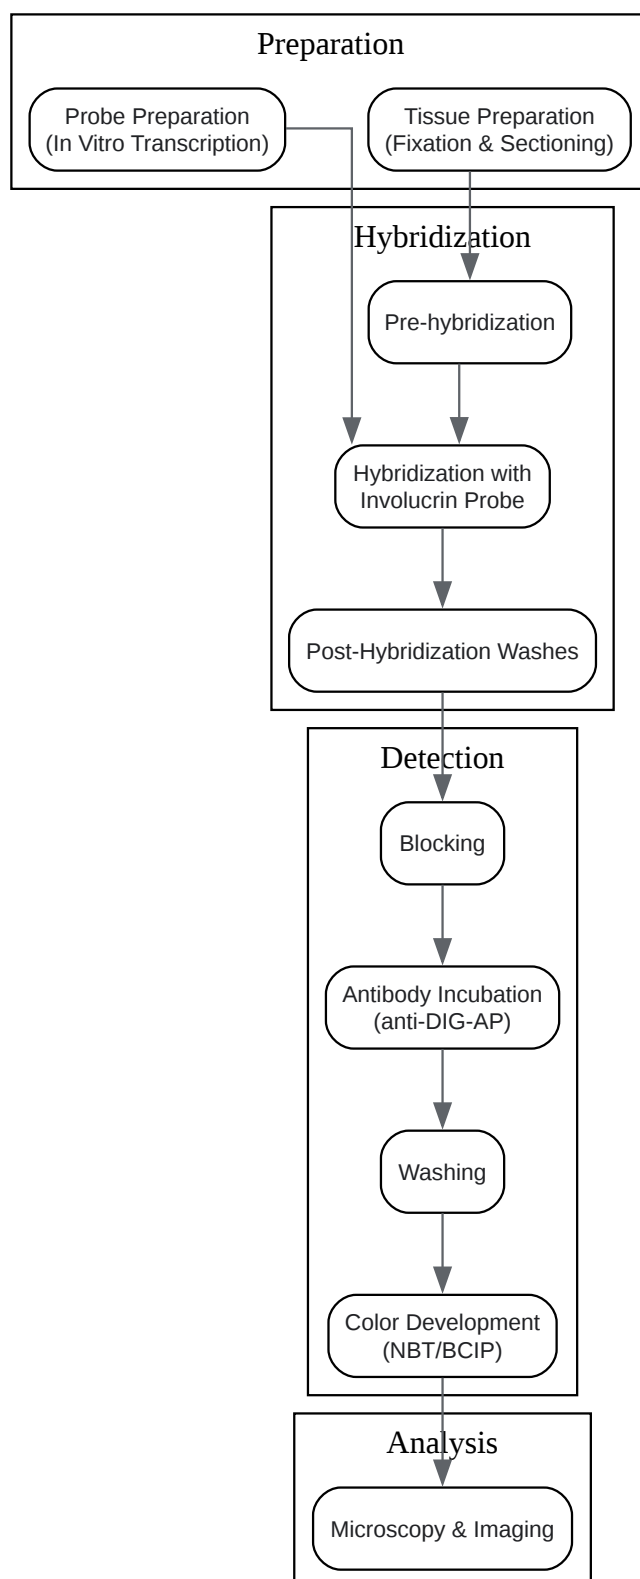 Preparation
Probe Preparation
(In Vitro Transcription)
Tissue Preparation
(Fixation & Sectioning)
Hybridization
Pre-hybridization
Hybridization with
Involucrin Probe
Post-Hybridization Washes
Detection
Blocking
Antibody Incubation
(anti-DIG-AP)
Washing
Color Development
(NBT/BCIP)
Analysis
Microscopy & Imaging